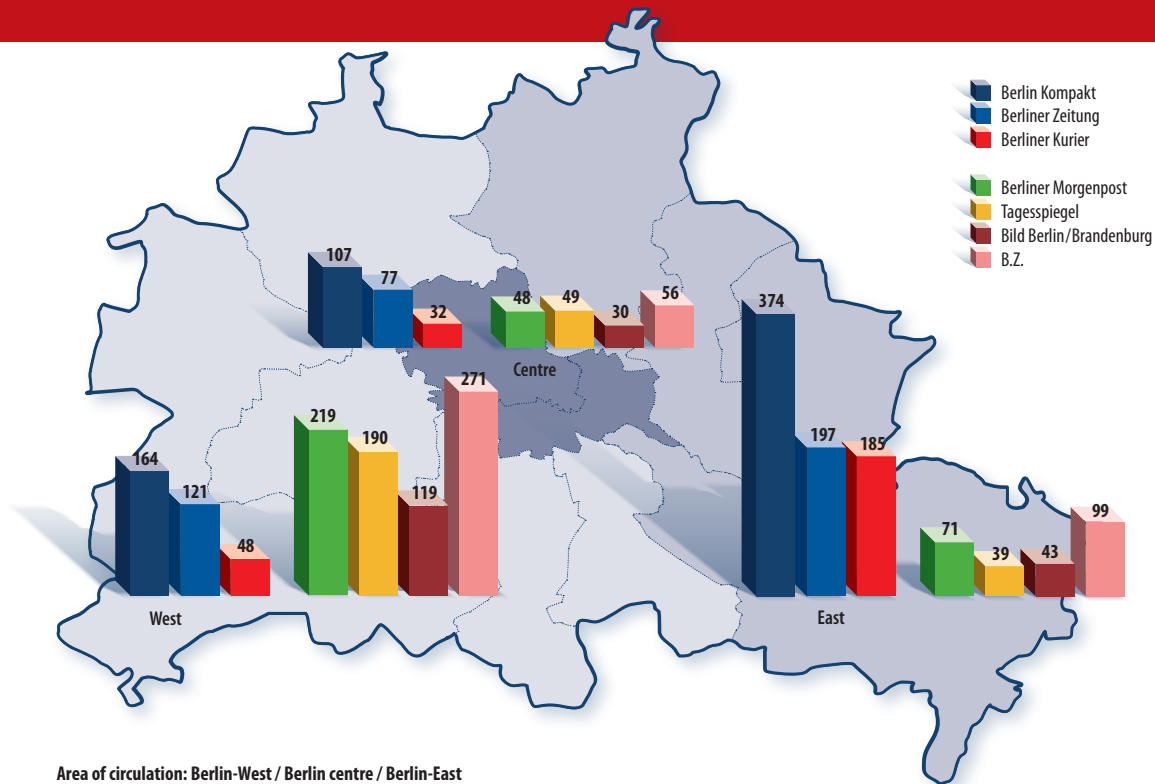 Berlin Kompakt
Berliner Zeitung
Berliner Kurier
Berliner Morgenpost
Tagesspiegel
Bild Berlin/Brandenburg
B.Z.
107
77
32
48
49
30
56
Centre
374
197
185
71
39
43
99
East
164
121
48
219
190
119
271
West
Area of circulation: Berlin-West / Berlin centre / Berlin-East